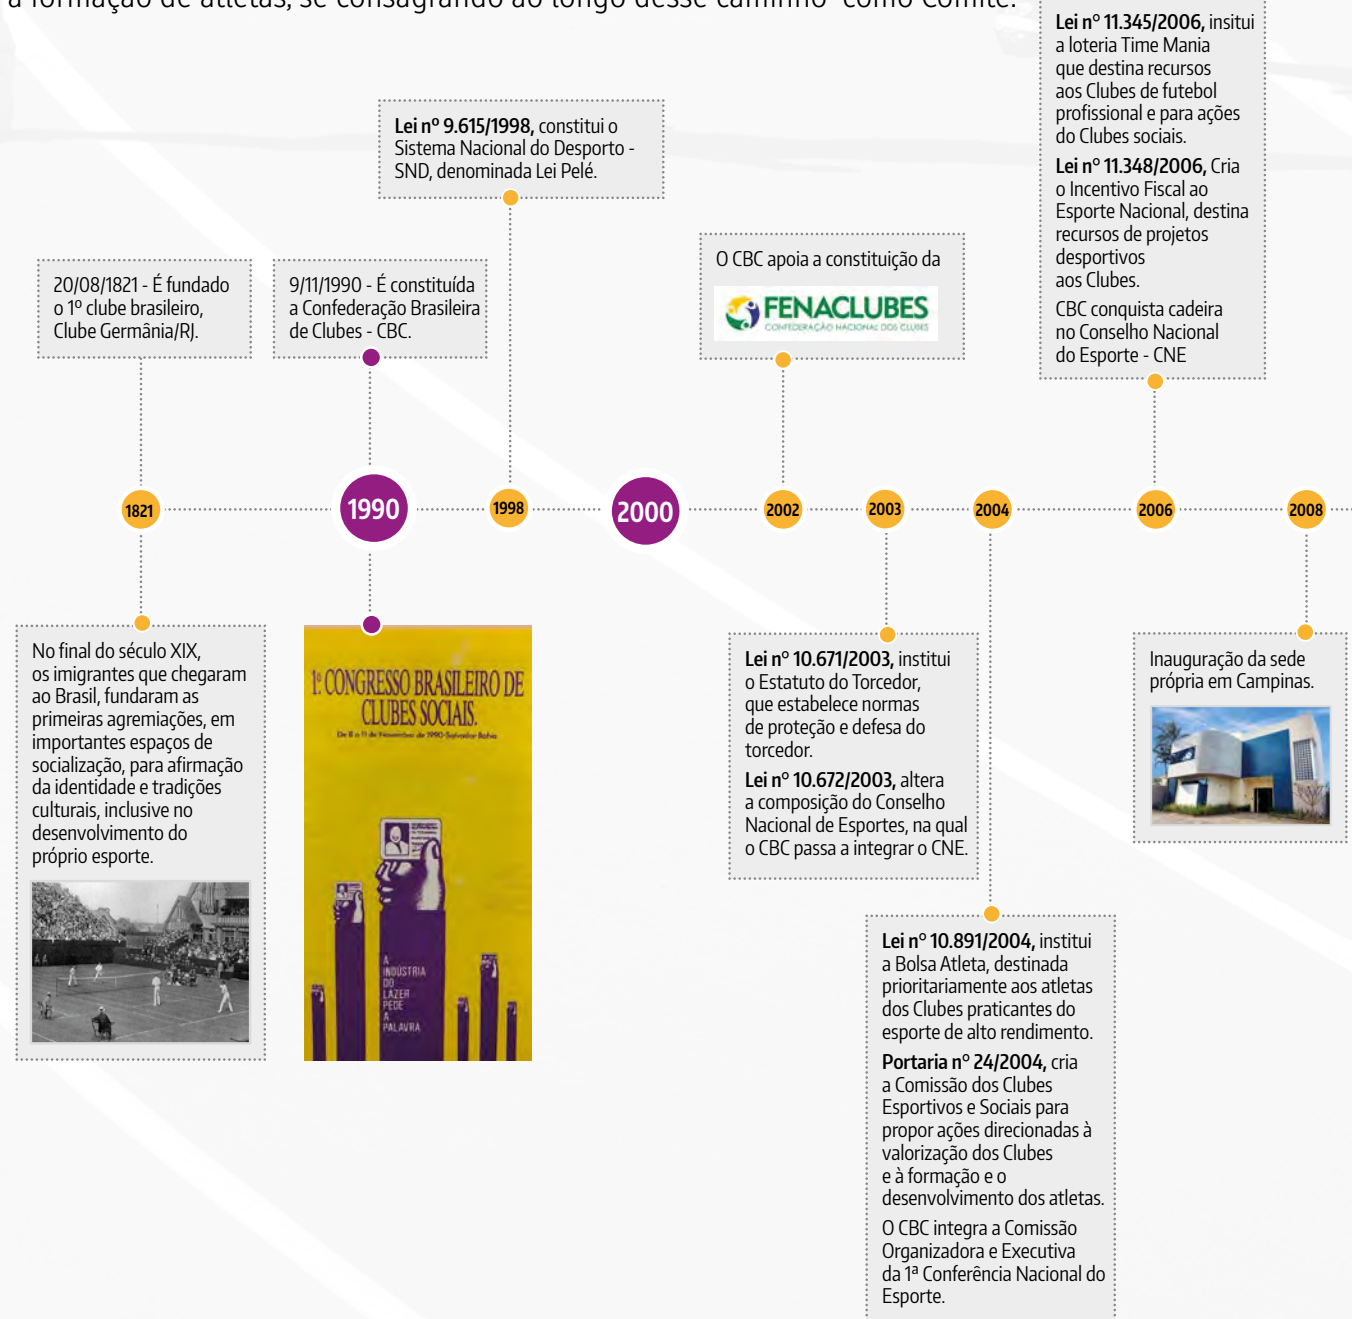 a formação de atletas, se consagrando ao longo desse caminho como Comitê.
Lei nº 11.345/2006, insitui
a loteria Time Mania
que destina recursos
aos Clubes de futebol
profissional e para ações
do Clubes sociais.
Lei nº 11.348/2006, Cria
o Incentivo Fiscal ao
Esporte Nacional, destina
recursos de projetos
desportivos
aos Clubes.
CBC conquista cadeira
no Conselho Nacional
do Esporte - CNE
Lei nº 9.615/1998, constitui o
Sistema Nacional do Desporto -
SND, denominada Lei Pelé.
20/08/1821 - É fundado
o 1º clube brasileiro,
Clube Germânia/RJ.
9/11/1990 - É constituída
a Confederação Brasileira
de Clubes - CBC.
O CBC apoia a constituição da
FENACLUBES
CONFEDERAÇÃO NACIONAL DOS CLUBES
1821
1990
1998
2000
2002
2003
2004
2006
2008
No final do século XIX,
os imigrantes que chegaram
ao Brasil, fundaram as
primeiras agremiações, em
importantes espaços de
socialização, para afirmação
da identidade e tradições
culturais, inclusive no
desenvolvimento do
próprio esporte.
1º CONGRESSO BRASILEIRO DE
CLUBES SOCIAIS.
De 8 a 11 de Novembro de 1990-Salvador Bahia
A
INDÚSTRIA
DO
LAZER
PEDE
A
PALAVRA
Lei nº 10.671/2003, institui
o Estatuto do Torcedor,
que estabelece normas
de proteção e defesa do
torcedor.
Lei nº 10.672/2003, altera
a composição do Conselho
Nacional de Esportes, na qual
o CBC passa a integrar o CNE.
Lei nº 10.891/2004, institui
a Bolsa Atleta, destinada
prioritariamente aos atletas
dos Clubes praticantes do
esporte de alto rendimento.
Portaria nº 24/2004, cria
a Comissão dos Clubes
Esportivos e Sociais para
propor ações direcionadas à
valorização dos Clubes
e à formação e o
desenvolvimento dos atletas.
O CBC integra a Comissão
Organizadora e Executiva
da 1ª Conferência Nacional do
Esporte.
Inauguração da sede
própria em Campinas.